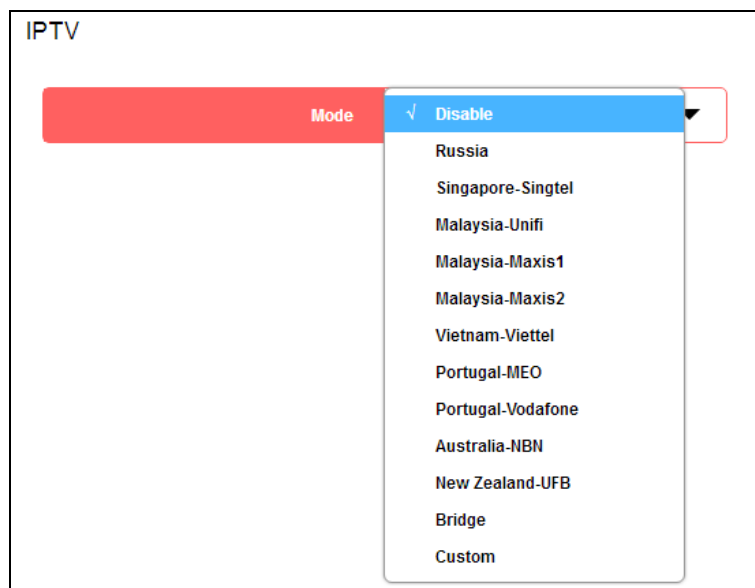 IPTV
Mode √ Disable
Russia
Singapore-Singtel
Malaysia-Unifi
Malaysia-Maxis1
Malaysia-Maxis2
Vietnam-Viettel
Portugal-MEO
Portugal-Vodafone
Australia-NBN
New Zealand-UFB
Bridge
Custom